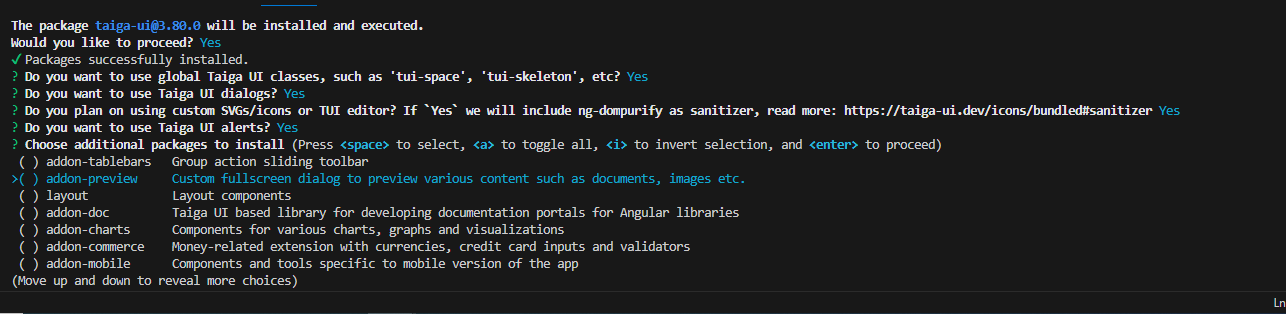 The package taiga-ui@3.80.0 will be installed and executed.
Would you like to proceed? Yes
✓ Packages successfully installed.
? Do you want to use global Taiga UI classes, such as 'tui-space', 'tui-skeleton', etc? Yes
? Do you want to use Taiga UI dialogs? Yes
? Do you plan on using custom SVGs/icons or TUI editor? If `Yes` we will include ng-dompurify as sanitizer, read more: https://taiga-ui.dev/icons/bundled#sanitizer Yes
? Do you want to use Taiga UI alerts? Yes
? Choose additional packages to install (Press <space> to select, <a> to toggle all, <i> to invert selection, and <enter> to proceed)
( ) addon-tablebars Group action sliding toolbar
>( ) addon-preview Custom fullscreen dialog to preview various content such as documents, images etc.
( ) layout Layout components
( ) addon-doc Taiga UI based library for developing documentation portals for Angular libraries
( ) addon-charts Components for various charts, graphs and visualizations
( ) addon-commerce Money-related extension with currencies, credit card inputs and validators
( ) addon-mobile Components and tools specific to mobile version of the app
(Move up and down to reveal more choices)
Ln